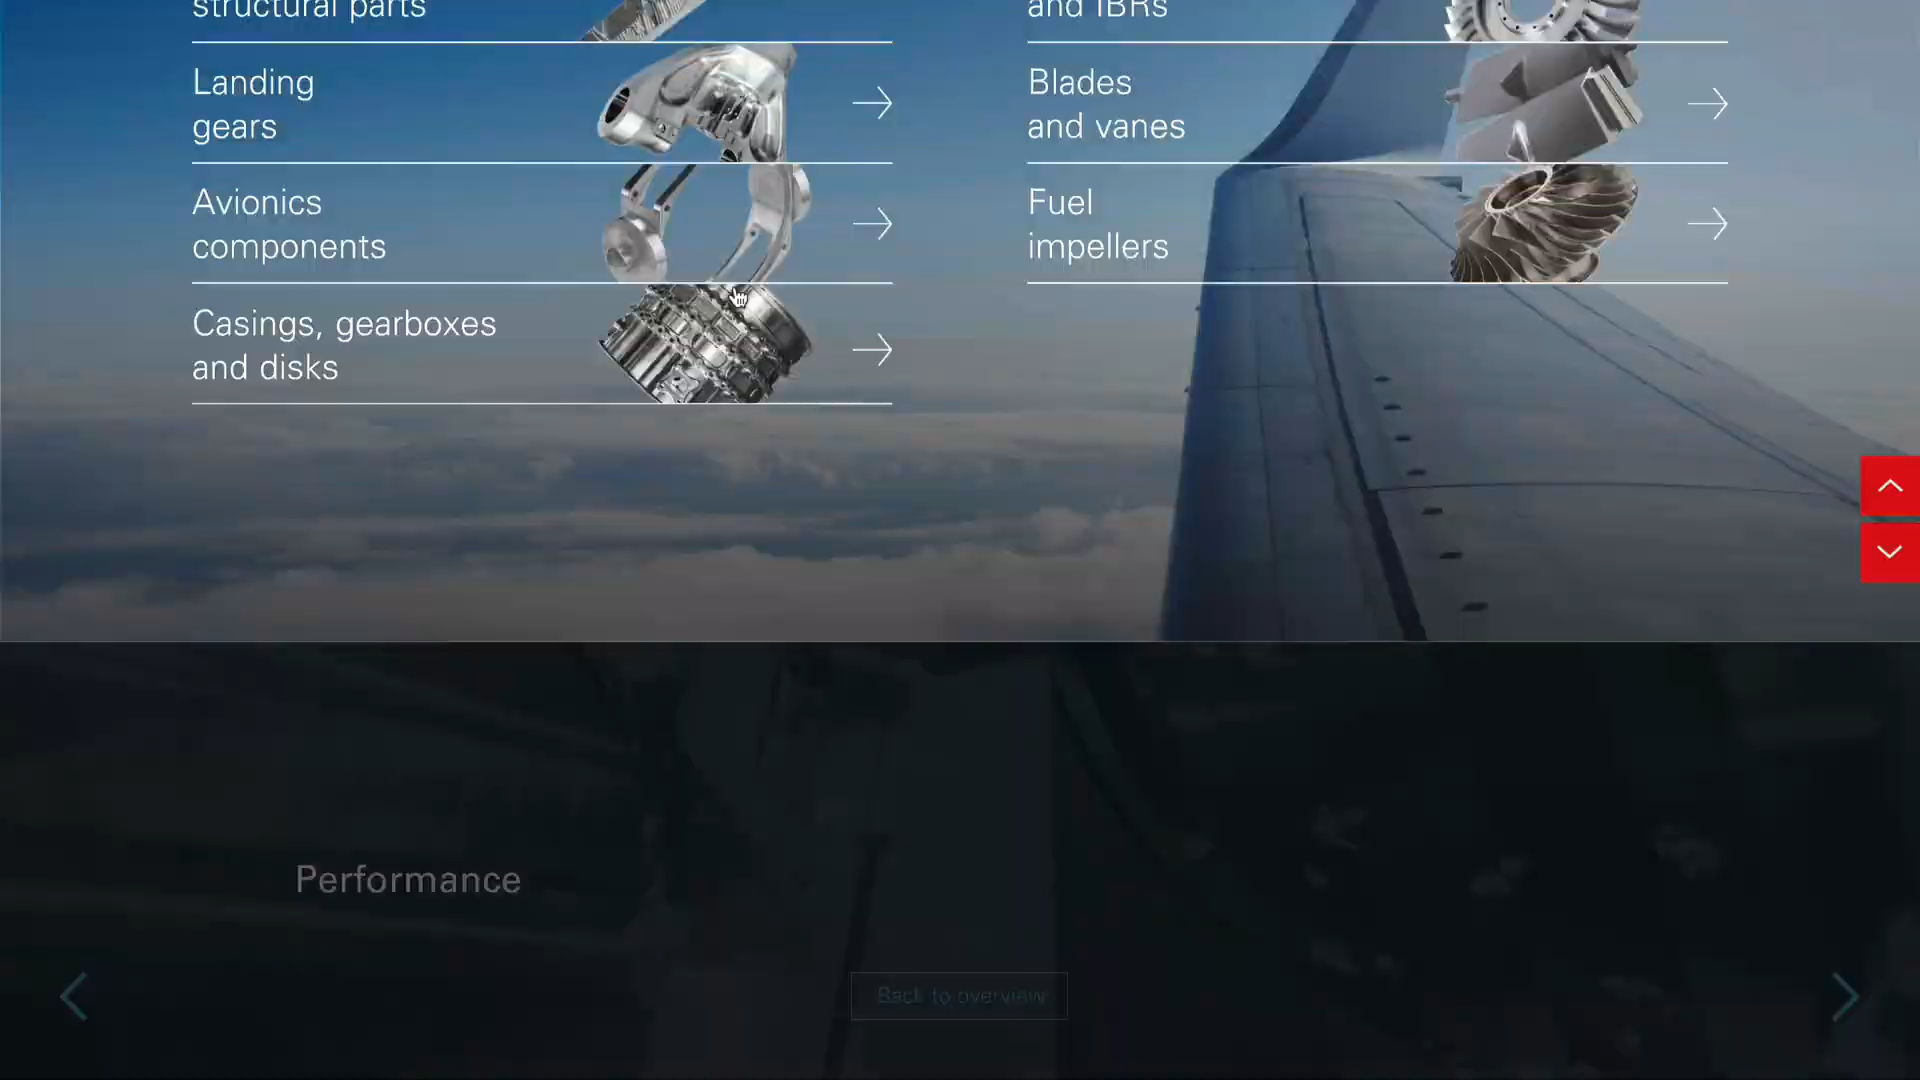 structural parts
and IBRs
Landing
gears
Blades
and vanes
Avionics
components
Fuel
impellers
Casings, gearboxes
and disks
Performance
Back to overview